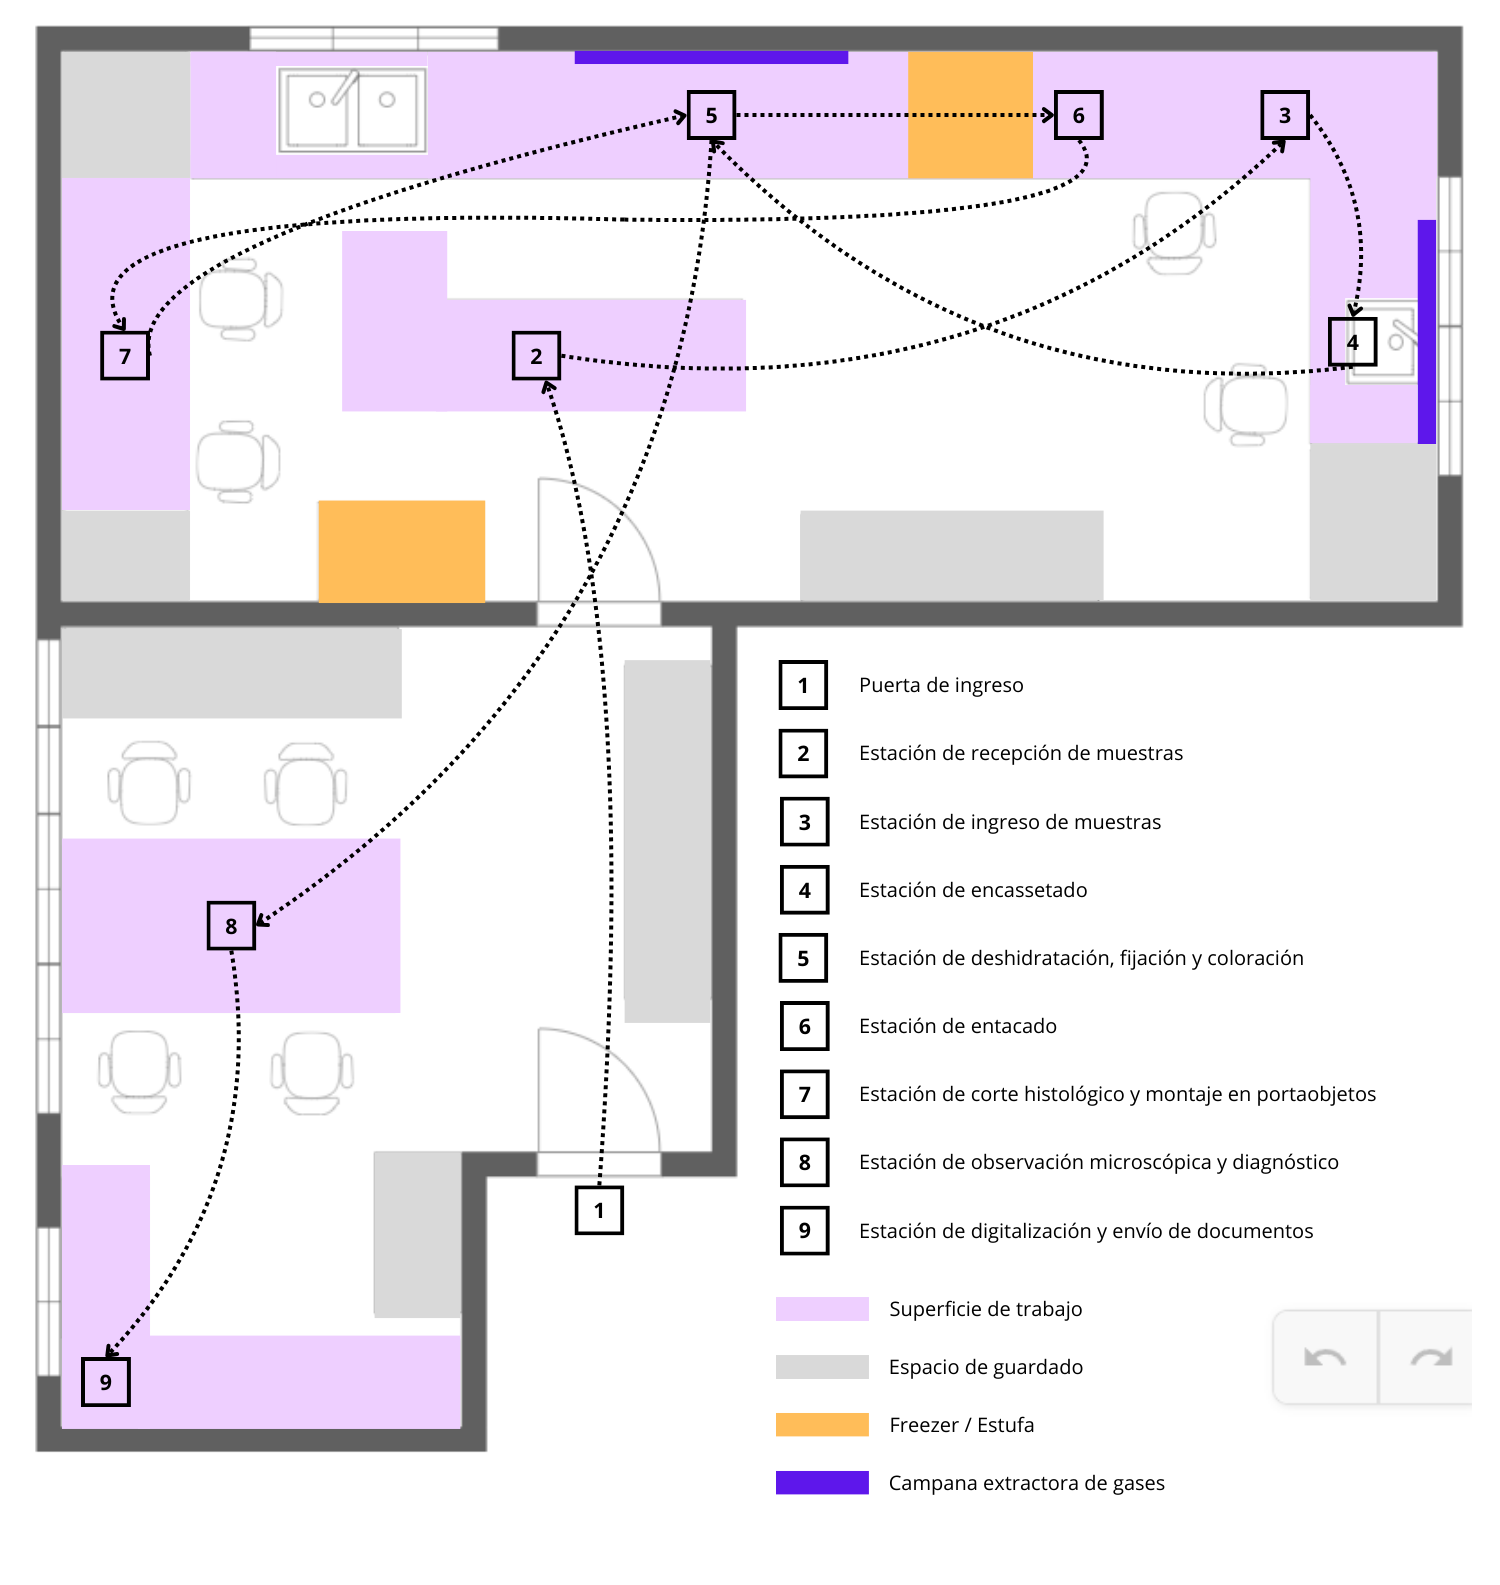 5
6
3
7
2
4
8
1
9
1 Puerta de ingreso
2 Estación de recepción de muestras
3 Estación de ingreso de muestras
4 Estación de encassetado
5 Estación de deshidratación, fijación y coloración
6 Estación de entacado
7 Estación de corte histológico y montaje en portaobjetos
8 Estación de observación microscópica y diagnóstico
9 Estación de digitalización y envío de documentos
Superficie de trabajo
Espacio de guardado
Freezer / Estufa
Campana extractora de gases